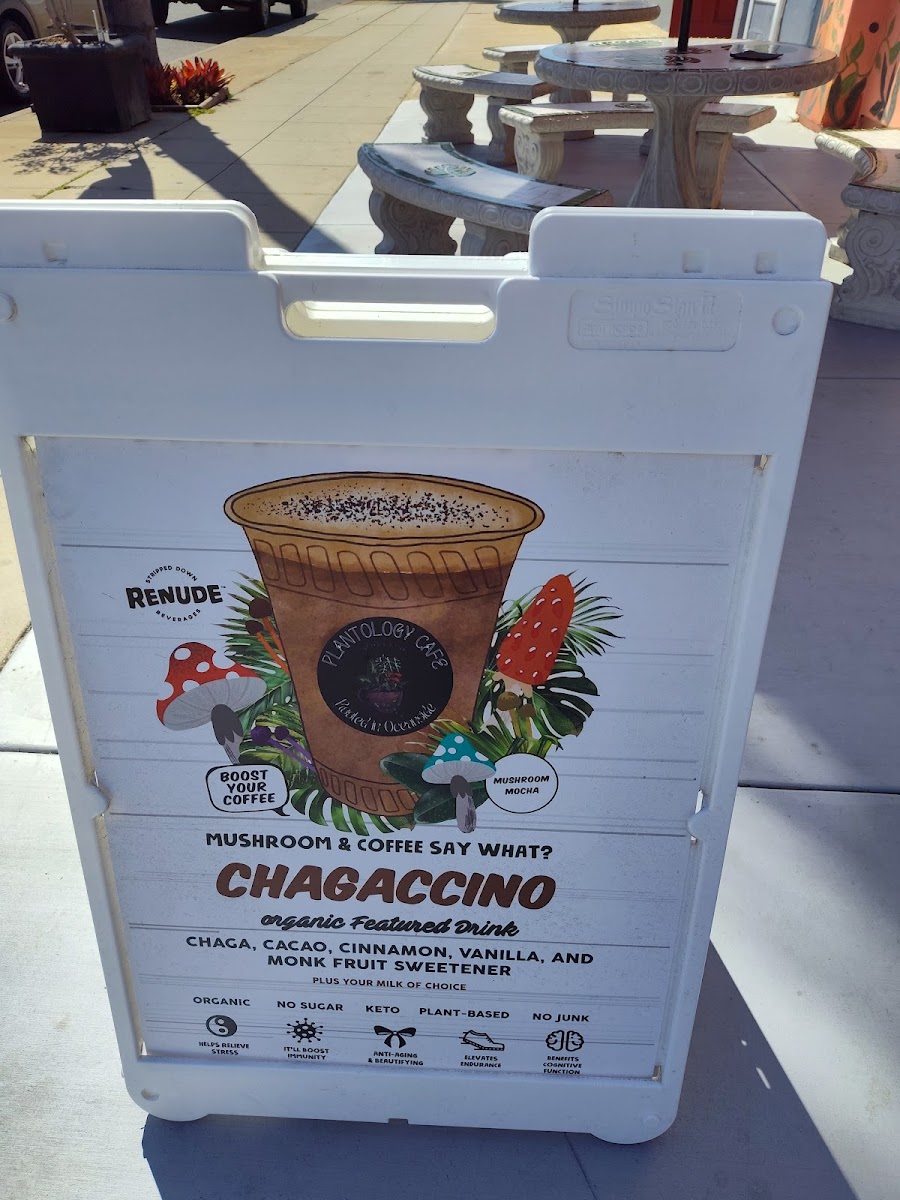 STRIPPED DOWN
RENUDE™
BEVERAGES
PLANTOLOGY CAFE
Rooted in Oceanside
BOOST
YOUR
COFFEE
MUSHROOM
MOCHA
MUSHROOM & COFFEE SAY WHAT?
CHAGACCINO
organic Featured Drink
CHAGA, CACAO, CINNAMON, VANILLA, AND
MONK FRUIT SWEETENER
PLUS YOUR MILK OF CHOICE
ORGANIC NO SUGAR KETO PLANT-BASED NO JUNK
HELPS RELIEVE
STRESS
IT'LL BOOST
IMMUNITY
ANTI-AGING
& BEAUTIFYING
ELEVATES
ENDURANCE
BENEFITS
COGNITIVE
FUNCTION